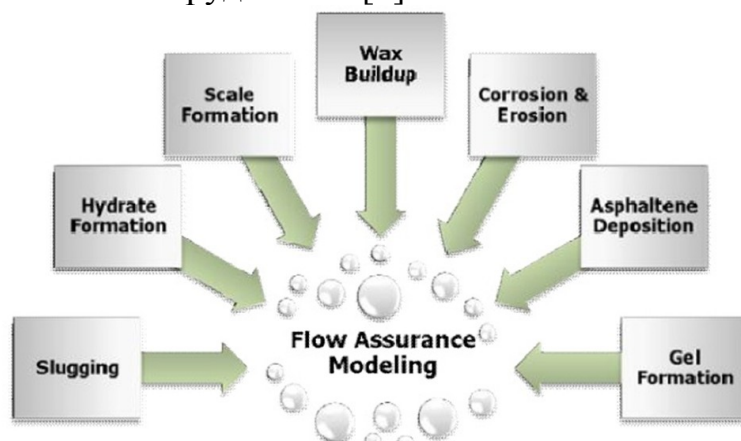 Wax
Buildup
Scale
Formation
Corrosion &
Erosion
Hydrate
Formation
Asphaltene
Deposition
Slugging
Flow Assurance
Modeling
Gel
Formation